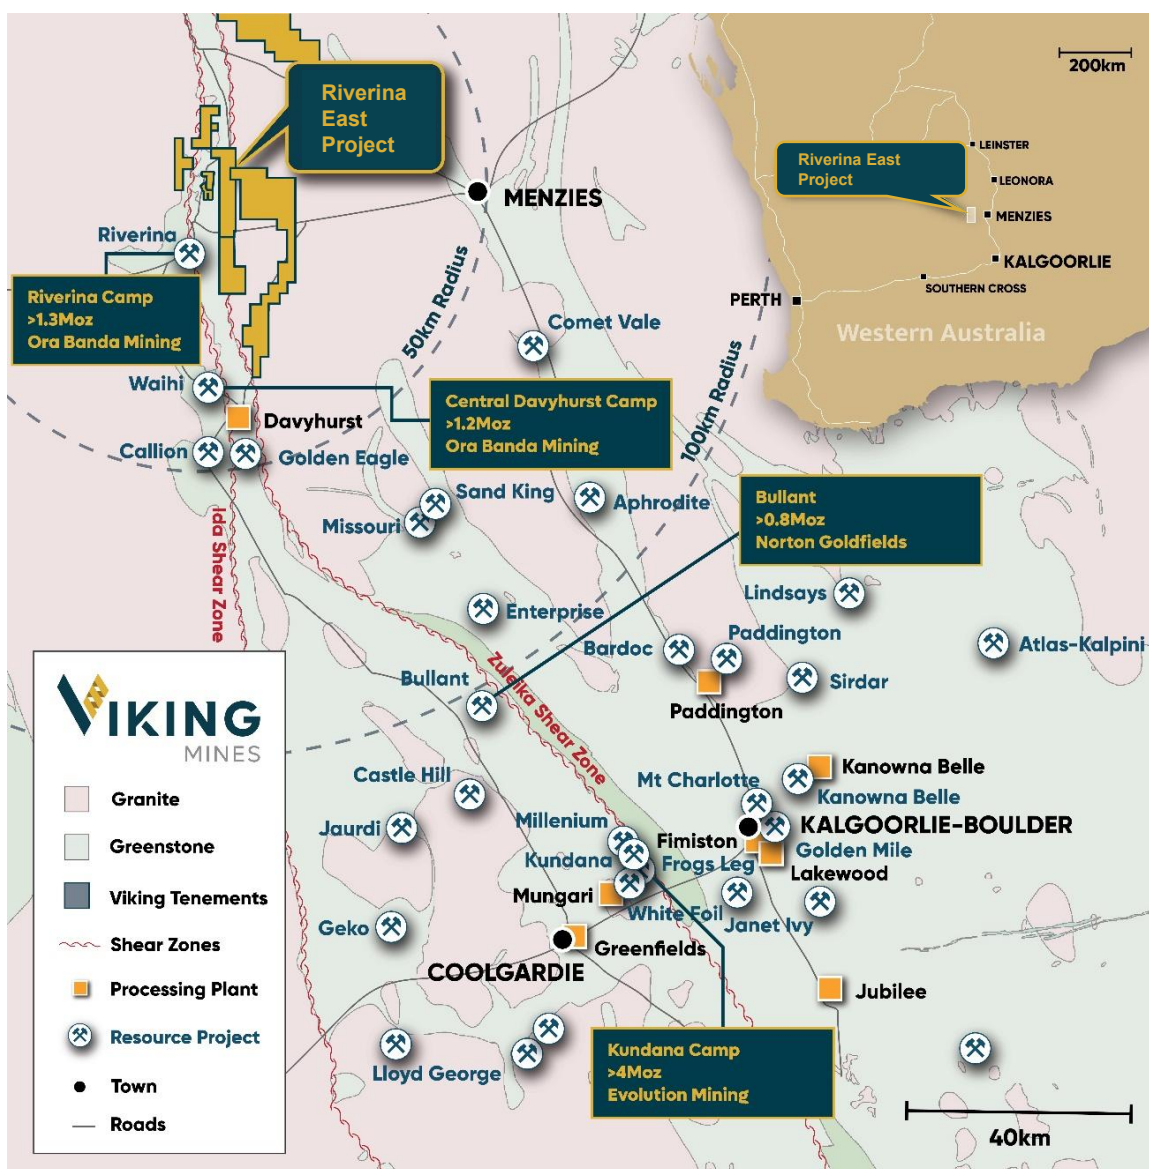 Riverina
East
Project
200km
LEINSTER
Riverina East
Project
LEONORA
MENZIES
KALGOORLIE
SOUTHERN CROSS
PERTH
Western Australia
MENZIES
Riverina
Riverina Camp
>1.3Moz
Ora Banda Mining
50km Radius
Comet Vale
100km Radius
Waihi
Central Davyhurst Camp
>1.2Moz
Ora Banda Mining
Davyhurst
Callion
Golden Eagle
Sand King
Missouri
Aphrodite
Bullant
>0.8Moz
Norton Goldfields
Ida Shear Zone
Enterprise
Lindsays
Zuleika Shear Zone
Bardoc
Paddington
Atlas-Kalpini
Sirdar
Bullant
Paddington
Castle Hill
Mt Charlotte
Kanowna Belle
Kanowna Belle
Jaurdi
Millenium
Fimiston
KALGOORLIE-BOULDER
Golden Mile
Kundana
Frogs Leg
Lakewood
Mungari
White Foil
Janet Ivy
Geko
Greenfields
COOLGARDIE
Jubilee
Lloyd George
Kundana Camp
>4Moz
Evolution Mining
40km
VIKING
MINES
Granite
Greenstone
Viking Tenements
Shear Zones
Processing Plant
Resource Project
Town
Roads